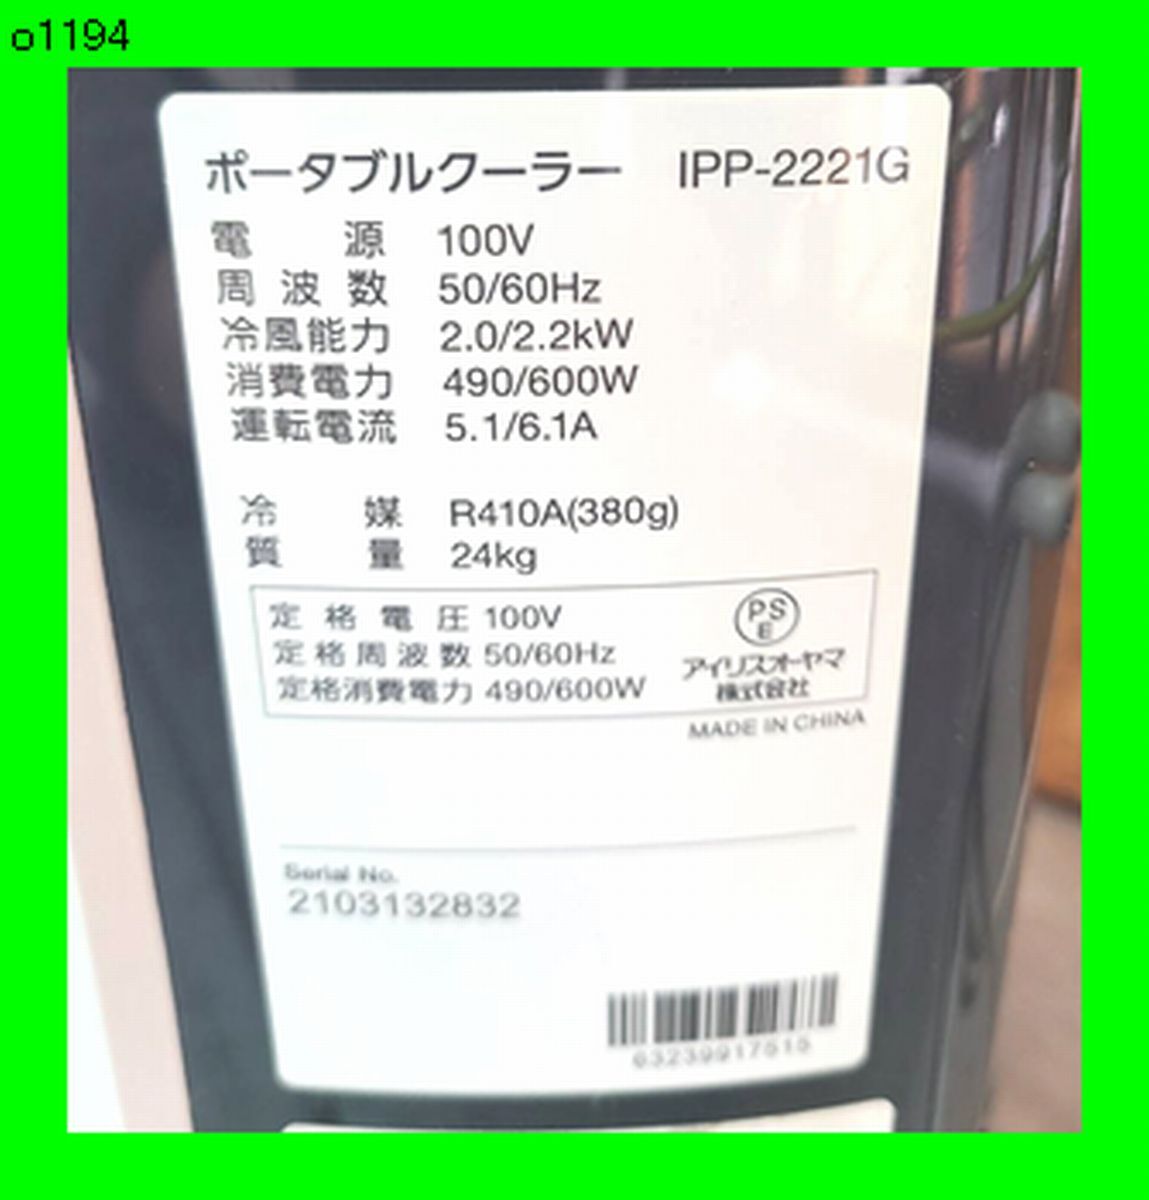 o1194
ポータブルクーラー IPP-2221G
電源 100V
周波数 50/60Hz
冷風能力 2.0/2.2kW
消費電力 490/600W
運転電流 5.1/6.1A
冷媒 R410A(380g)
質量 24kg
定格電圧 100V
定格周波数 50/60Hz
定格消費電力 490/600W
PS
E
アイリスオーヤマ
株式会社
MADE IN CHINA
Serial No.
2103132832
63239917515